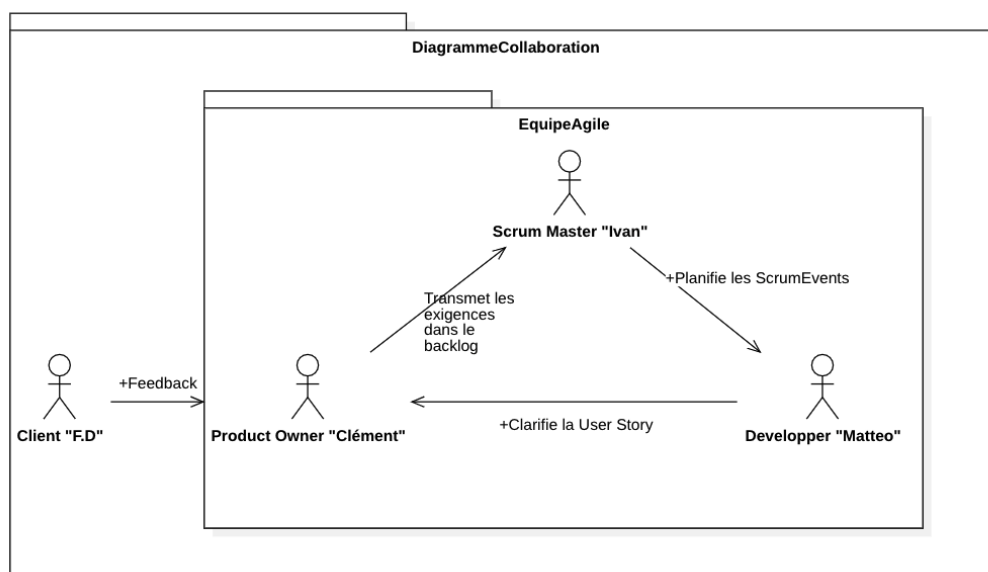 DiagrammeCollaboration
EquipeAgile
Scrum Master "Ivan"
+Planifie les ScrumEvents
Transmet les
exigences
dans le
backlog
+Feedback
+Clarifie la User Story
Client "F.D"
Product Owner "Clément"
Developper "Matteo"